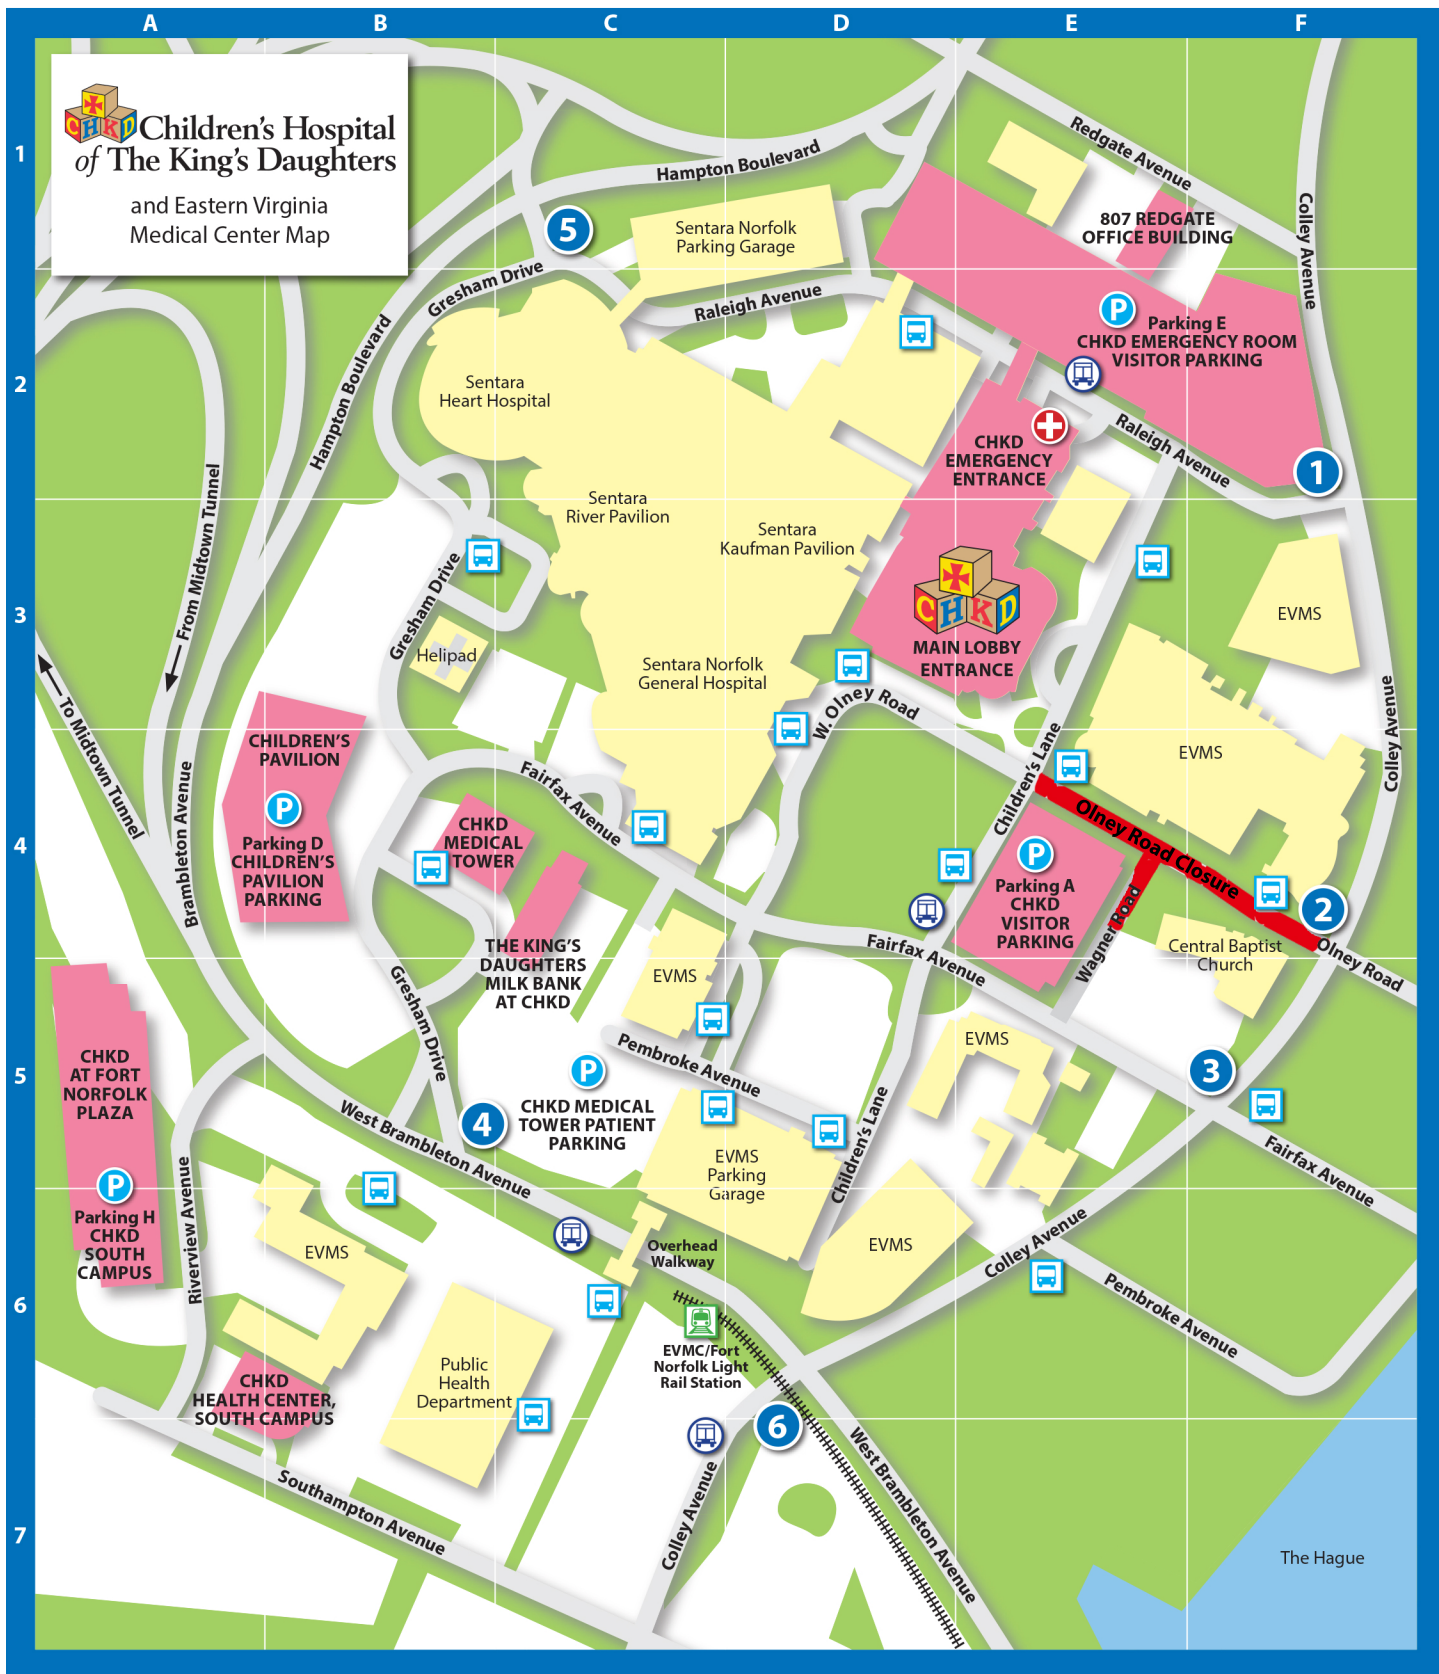 A B C D E F
CHKD Children's Hospital
of The King's Daughters
and Eastern Virginia
Medical Center Map
1
Hampton Boulevard
Redgate Avenue
Colley Avenue
807 REDGATE
OFFICE BUILDING
Sentara Norfolk
Parking Garage
5
Gresham Drive
Raleigh Avenue
P
Parking E
CHKD EMERGENCY ROOM
VISITOR PARKING
2
Hampton Boulevard
Sentara
Heart Hospital
CHKD
EMERGENCY
ENTRANCE
Raleigh Avenue
1
From Midtown Tunnel
Sentara
River Pavilion
Sentara
Kaufman Pavilion
3
Gresham Drive
Helipad
CHKD
MAIN LOBBY
ENTRANCE
EVMS
Sentara Norfolk
General Hospital
W. Olney Road
To Midtown Tunnel
CHILDREN'S
PAVILION
P
Parking D
CHILDREN'S
PAVILION
PARKING
Brambleton Avenue
Fairfax Avenue
Children's Lane
EVMS
Colley Avenue
4
CHKD
MEDICAL
TOWER
P
Parking A
CHKD
VISITOR
PARKING
Olney Road Closure
Wagner Road
2
Olney Road
Central Baptist
Church
Fairfax Avenue
THE KING'S
DAUGHTERS
MILK BANK
AT CHKD
EVMS
Gresham Drive
5
CHKD
AT FORT
NORFOLK
PLAZA
P
Parking H
CHKD
SOUTH
CAMPUS
Pembroke Avenue
P
CHKD MEDICAL
TOWER PATIENT
PARKING
4
West Brambleton Avenue
EVMS
3
EVMS
Parking
Garage
Children's Lane
Fairfax Avenue
Riverview Avenue
EVMS
Overhead
Walkway
EVMS
Colley Avenue
6
Pembroke Avenue
EVMC/Fort
Norfolk Light
Rail Station
Public
Health
Department
CHKD
HEALTH CENTER,
SOUTH CAMPUS
6
West Brambleton Avenue
Colley Avenue
Southampton Avenue
7
The Hague